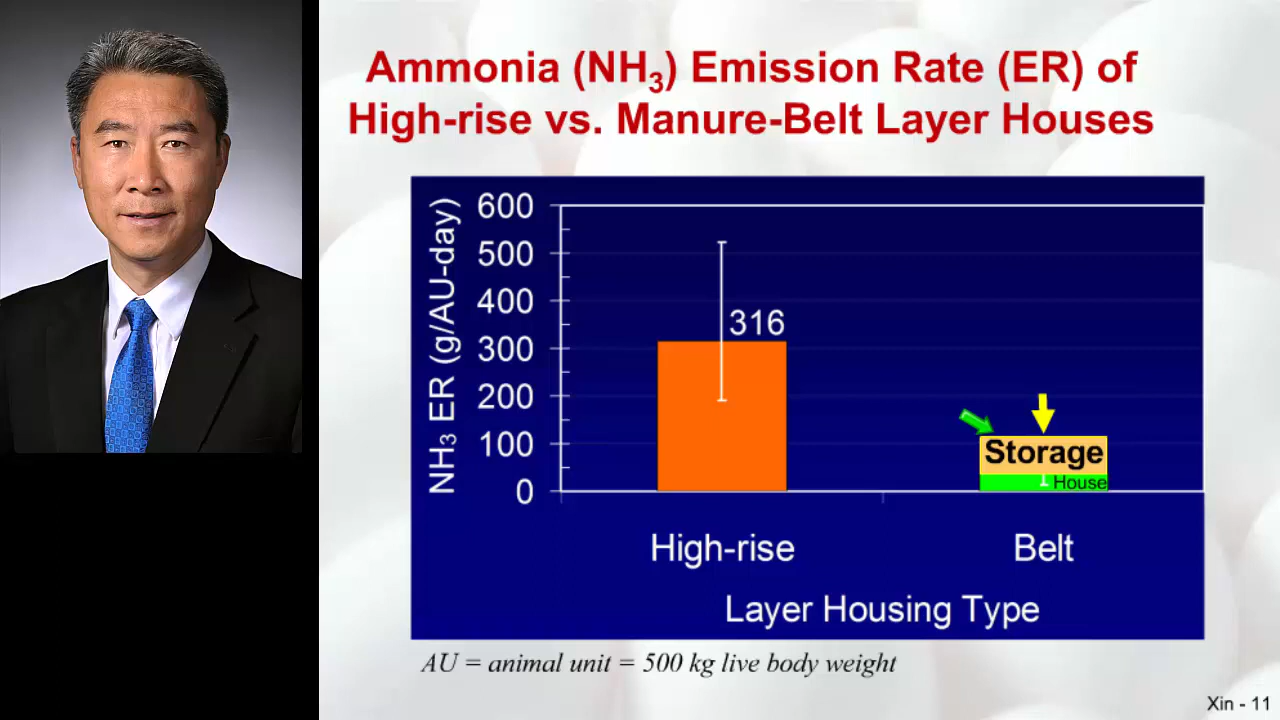 Ammonia (NH₃) Emission Rate (ER) of
High-rise vs. Manure-Belt Layer Houses
NH₃ ER (g/AU-day)
600
500
400
300
200
100
0
316
Storage
House
High-rise
Belt
Layer Housing Type
AU = animal unit = 500 kg live body weight
Xin - 11